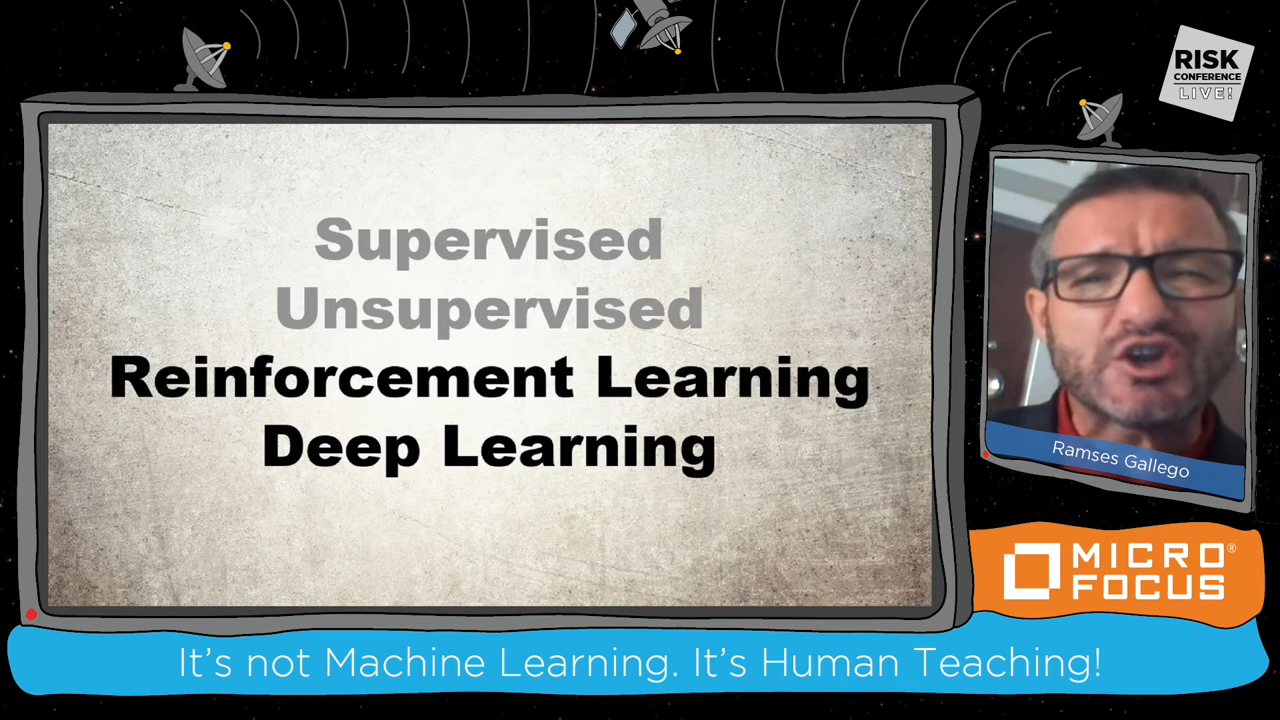 RISK
CONFERENCE
LIVE!
Supervised
Unsupervised
Reinforcement Learning
Deep Learning
Ramses Gallego
MICRO
FOCUS®
It's not Machine Learning. It's Human Teaching!